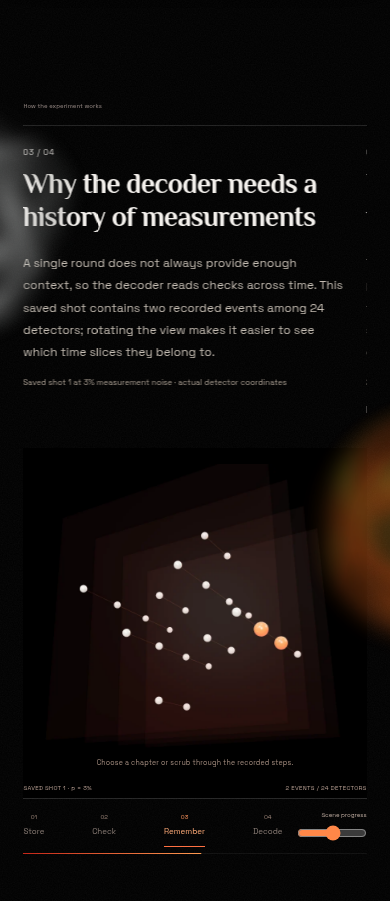 How the experiment works
03 / 04
Why the decoder needs a
history of measurements
A single round does not always provide enough
context, so the decoder reads checks across time. This
saved shot contains two recorded events among 24
detectors; rotating the view makes it easier to see
which time slices they belong to.
Saved shot 1 at 3% measurement noise · actual detector coordinates
Choose a chapter or scrub through the recorded steps.
SAVED SHOT 1 · p = 3%
2 EVENTS / 24 DETECTORS
01
Store
02
Check
03
Remember
04
Decode
Scene progress